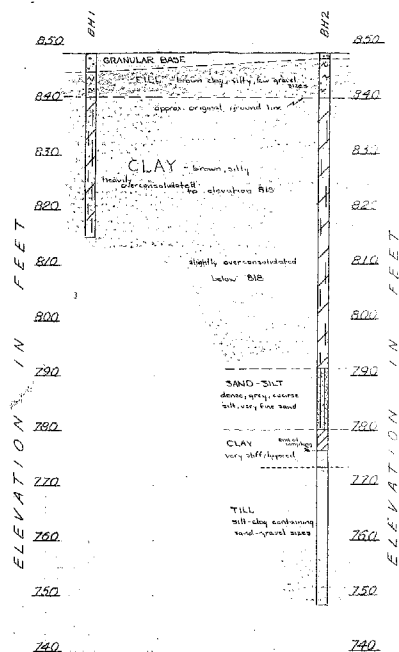 BH1
BH2
850
850
GRANULAR BASE
FILL - brown clay, silty, few gravel
sizes
840
840
approx. original ground line
830
830
CLAY - brown, silty
heavily
overconsolidated
to elevation 818
820
820
ELEVATION IN FEET
ELEVATION IN FEET
810
810
slightly overconsolidated
below 818
800
800
790
790
SAND-SILT
dense, grey, coarse
silt, very fine sand
780
780
CLAY
end of
sampling
very stiff, layered
770
770
TILL
silt-clay containing
sand-gravel sizes
760
760
750
750
740
740